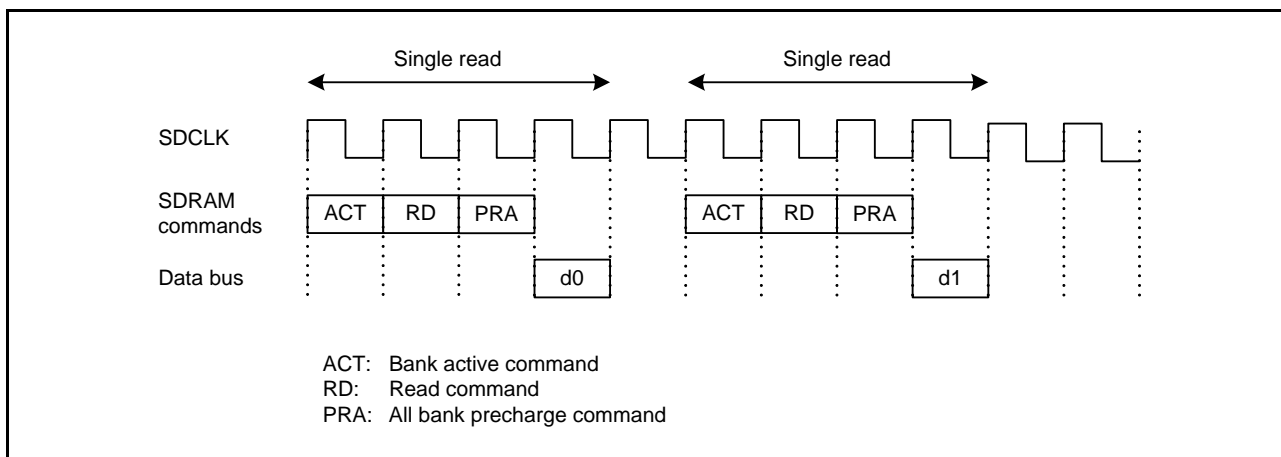 Single read Single read
SDCLK
SDRAM
commands
ACT RD PRA ACT RD PRA
Data bus d0 d1
ACT: Bank active command
RD: Read command
PRA: All bank precharge command